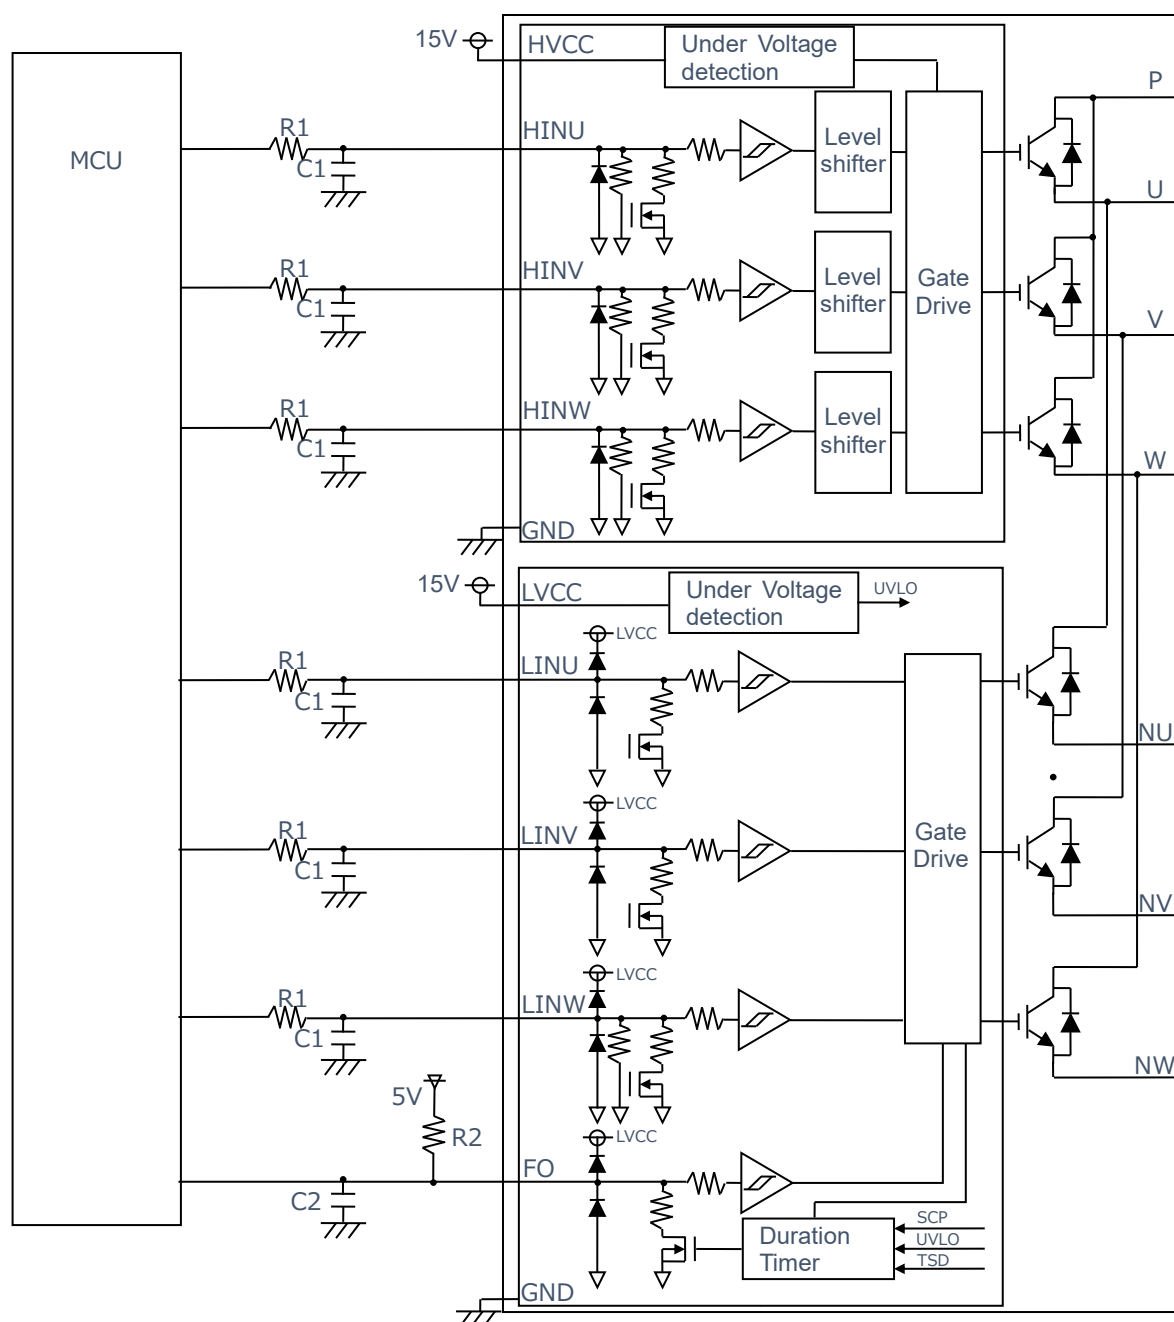 15V
HVCC
Under Voltage
detection
P
MCU
R1
C1
HINU
Level
shifter
U
R1
C1
HINV
Level
shifter
Gate
Drive
V
R1
C1
HINW
Level
shifter
W
GND
15V
LVCC
Under Voltage
detection
UVLO
LVCC
R1
C1
LINU
NU
LVCC
R1
C1
LINV
Gate
Drive
NV
LVCC
R1
C1
LINW
NW
5V
R2
LVCC
FO
C2
Duration
Timer
SCP
UVLO
TSD
GND